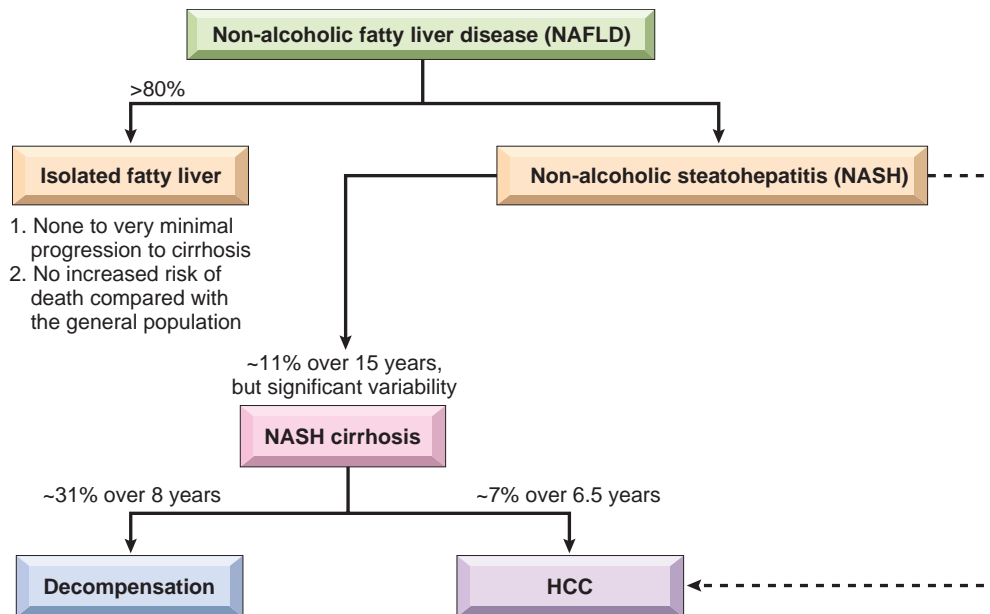 Non-alcoholic fatty liver disease (NAFLD)
>80%
Isolated fatty liver
Non-alcoholic steatohepatitis (NASH)
1. None to very minimal
progression to cirrhosis
2. No increased risk of
death compared with
the general population
~11% over 15 years,
but significant variability
NASH cirrhosis
~31% over 8 years
~7% over 6.5 years
Decompensation
HCC